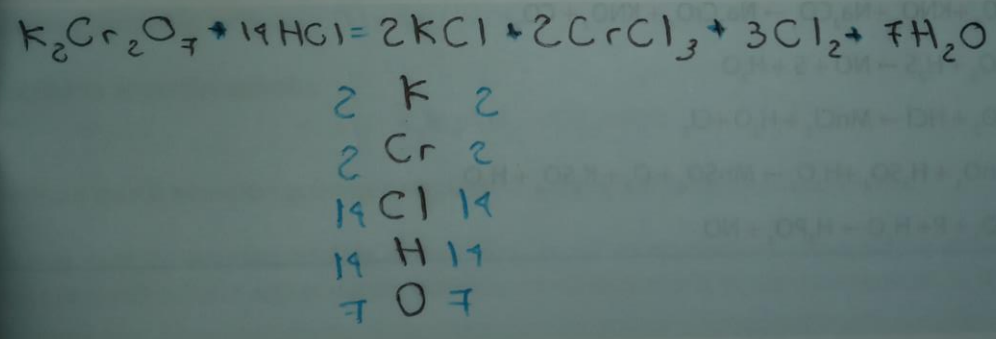 K₂Cr₂O₇ + 14HCl = 2KCl + 2CrCl₃ + 3Cl₂ + 7H₂O
2 K 2
2 Cr 2
14 Cl 14
14 H 14
7 O 7